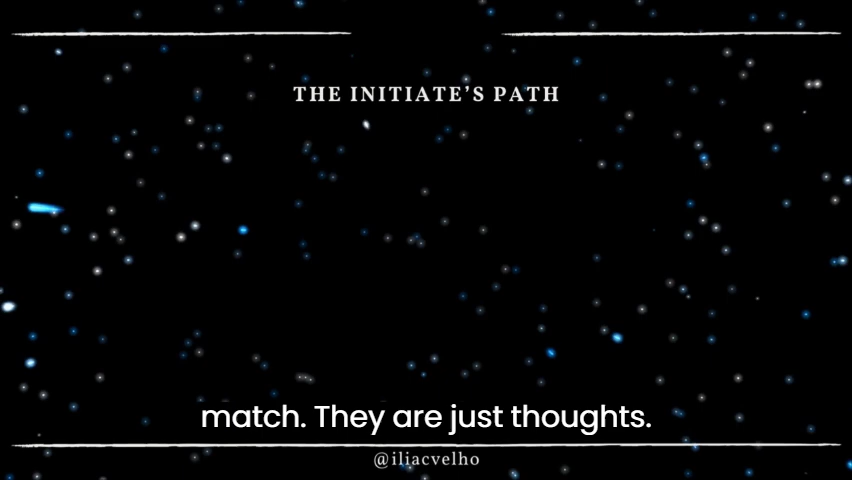 THE INITIATE’S PATH
match. They are just thoughts.
@iliacvelho